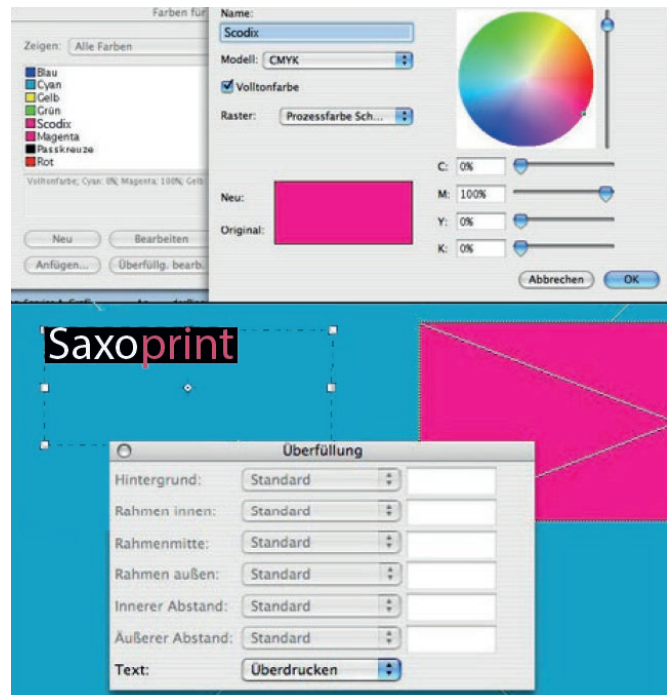 Farben für
Zeigen: Alle Farben
Blau
Cyan
Gelb
Grün
Scodix
Magenta
Passkreuze
Rot
Volltonfarbe; Cyan: 0%; Magenta: 100%; Gelb:
Neu Bearbeiten
Anfügen... Überfüllg. bearb.
Name:
Scodix
Modell: CMYK
Volltonfarbe
Raster: Prozessfarbe Sch...
Neu:
Original:
C: 0%
M: 100%
Y: 0%
K: 0%
Abbrechen OK
Saxoprint
Überfüllung
Hintergrund: Standard
Rahmen innen: Standard
Rahmenmitte: Standard
Rahmen außen: Standard
Innerer Abstand: Standard
Äußerer Abstand: Standard
Text: Überdrucken